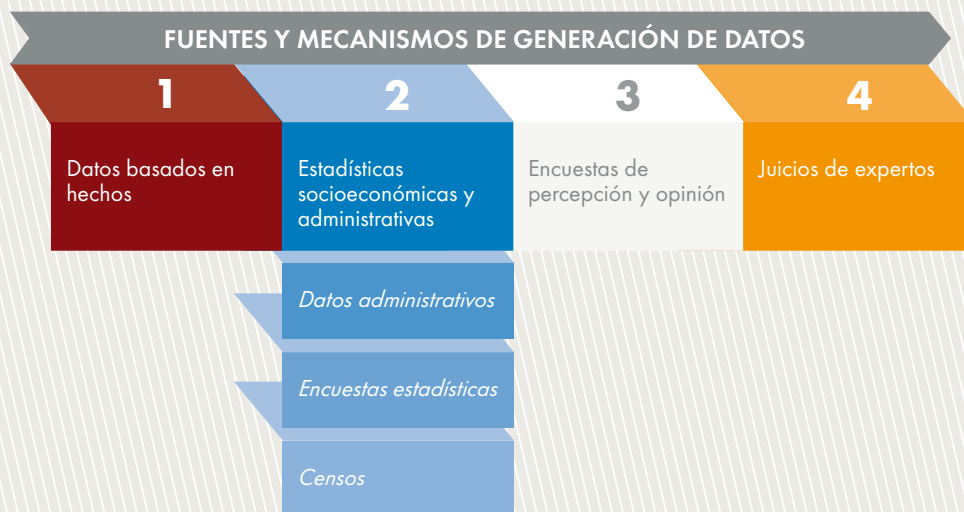 FUENTES Y MECANISMOS DE GENERACIÓN DE DATOS
1
2
3
4
Datos basados en
hechos
Estadísticas
socioeconómicas y
administrativas
Encuestas de
percepción y opinión
Juicios de expertos
Datos administrativos
Encuestas estadísticas
Censos